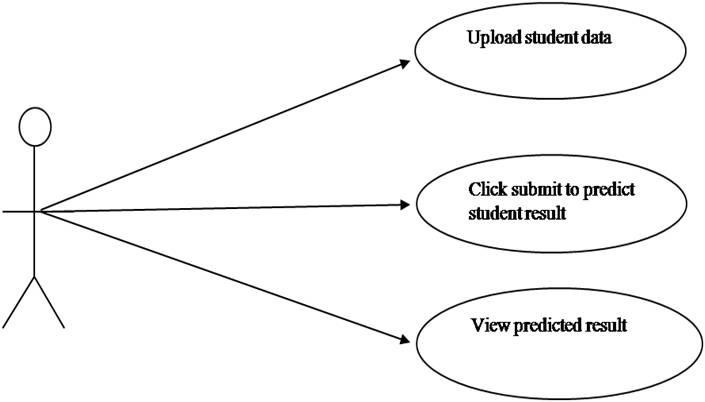 Upload student data
Click submit to predict
student result
View predicted result